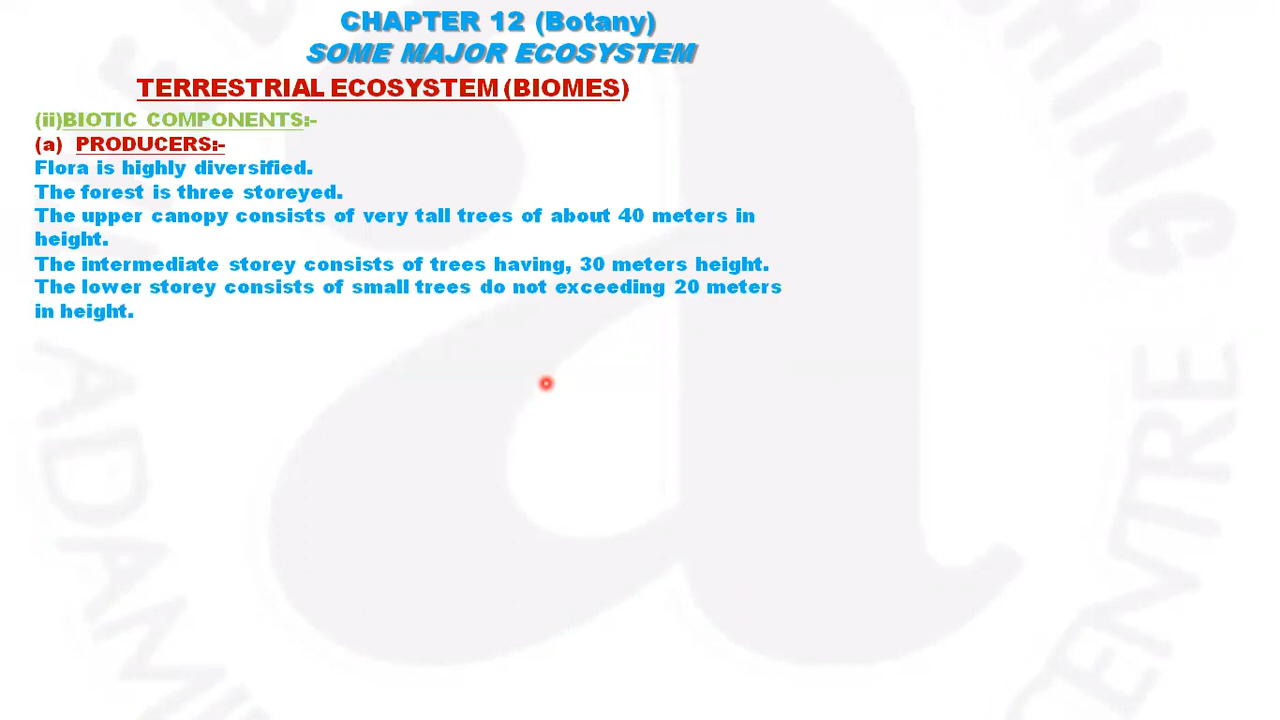 CHAPTER 12 (Botany)
SOME MAJOR ECOSYSTEM
TERRESTRIAL ECOSYSTEM (BIOMES)
(ii)BIOTIC COMPONENTS:-
(a) PRODUCERS:-
Flora is highly diversified.
The forest is three storeyed.
The upper canopy consists of very tall trees of about 40 meters in
height.
The intermediate storey consists of trees having, 30 meters height.
The lower storey consists of small trees do not exceeding 20 meters
in height.